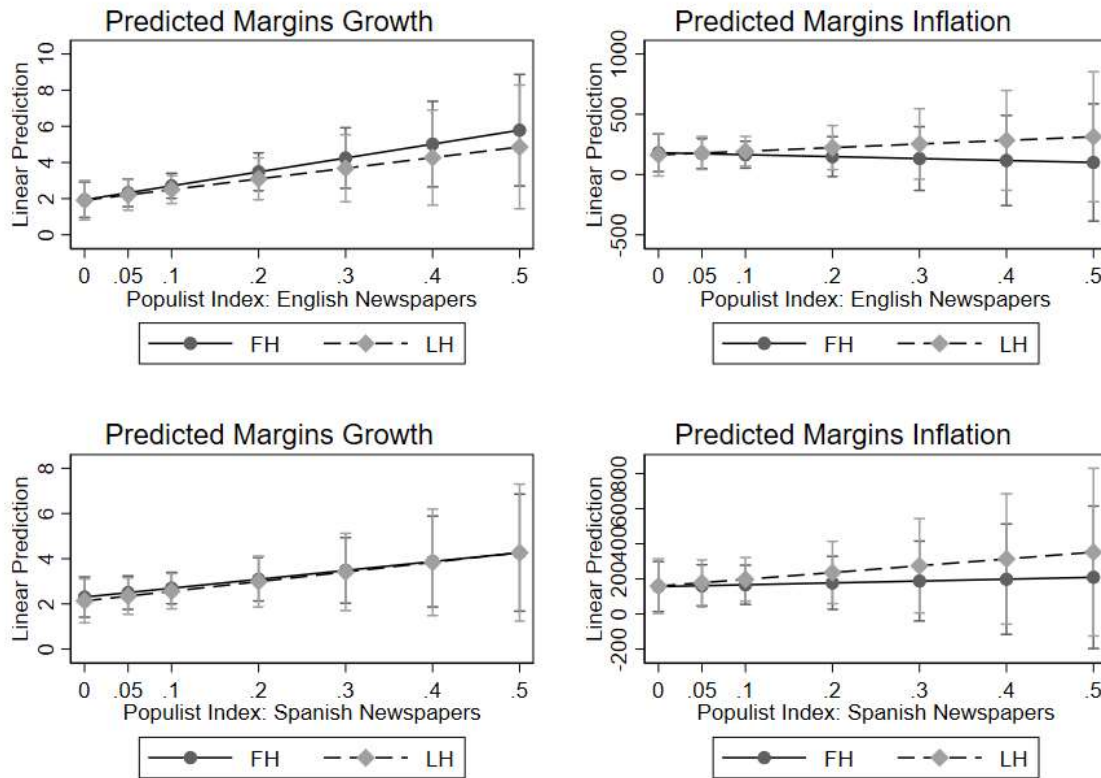 Predicted Margins Growth
Linear Prediction
10
8
6
4
2
0
0 .05 .1 .2 .3 .4 .5
Populist Index: English Newspapers
FH LH
Predicted Margins Inflation
Linear Prediction
1000
500
0
-500
0 .05 .1 .2 .3 .4 .5
Populist Index: English Newspapers
FH LH
Predicted Margins Growth
Linear Prediction
8
6
4
2
0
0 .05 .1 .2 .3 .4 .5
Populist Index: Spanish Newspapers
FH LH
Predicted Margins Inflation
Linear Prediction
800
600
400
200
0
-200
0 .05 .1 .2 .3 .4 .5
Populist Index: Spanish Newspapers
FH LH